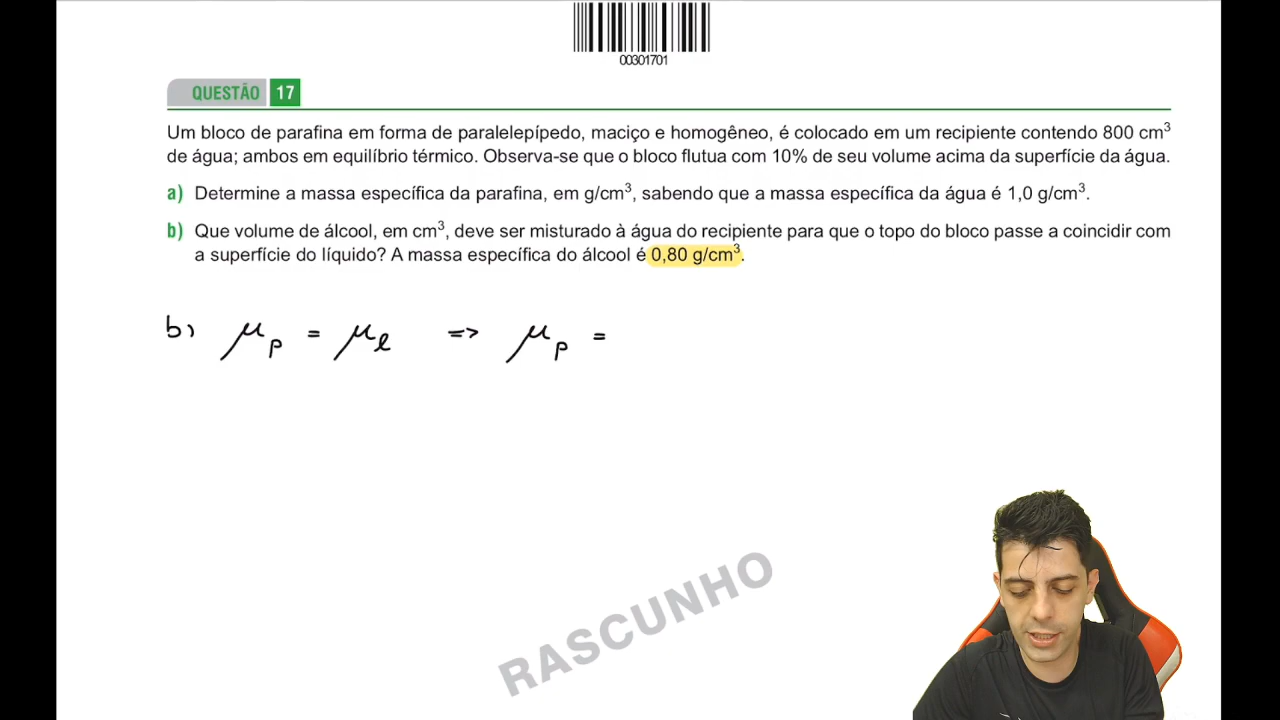 00301701
QUESTÃO 17
Um bloco de parafina em forma de paralelepípedo, maciço e homogêneo, é colocado em um recipiente contendo 800 cm³
de água; ambos em equilíbrio térmico. Observa-se que o bloco flutua com 10% de seu volume acima da superfície da água.
a) Determine a massa específica da parafina, em g/cm³, sabendo que a massa específica da água é 1,0 g/cm³.
b) Que volume de álcool, em cm³, deve ser misturado à água do recipiente para que o topo do bloco passe a coincidir com
a superfície do líquido? A massa específica do álcool é 0,80 g/cm³.
b) μp = μℓ => μp =
RASCUNHO